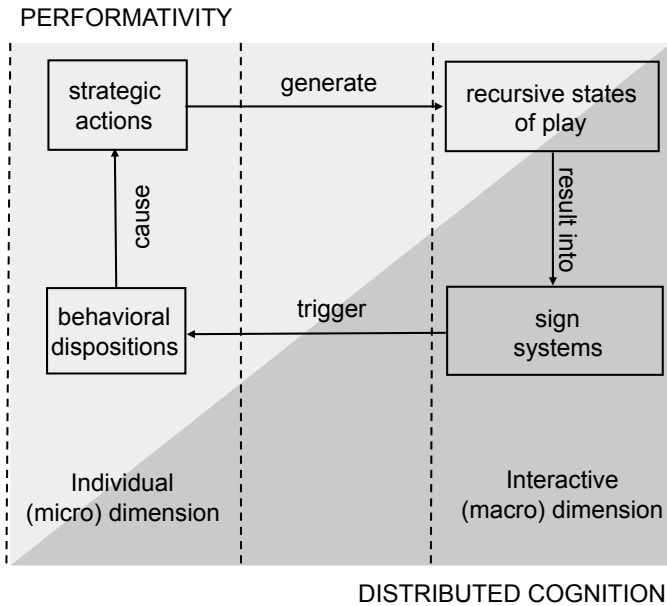 PERFORMATIVITY
strategic
actions
generate
recursive states
of play
cause
result into
behavioral
dispositions
trigger
sign
systems
Individual
(micro) dimension
Interactive
(macro) dimension
DISTRIBUTED COGNITION